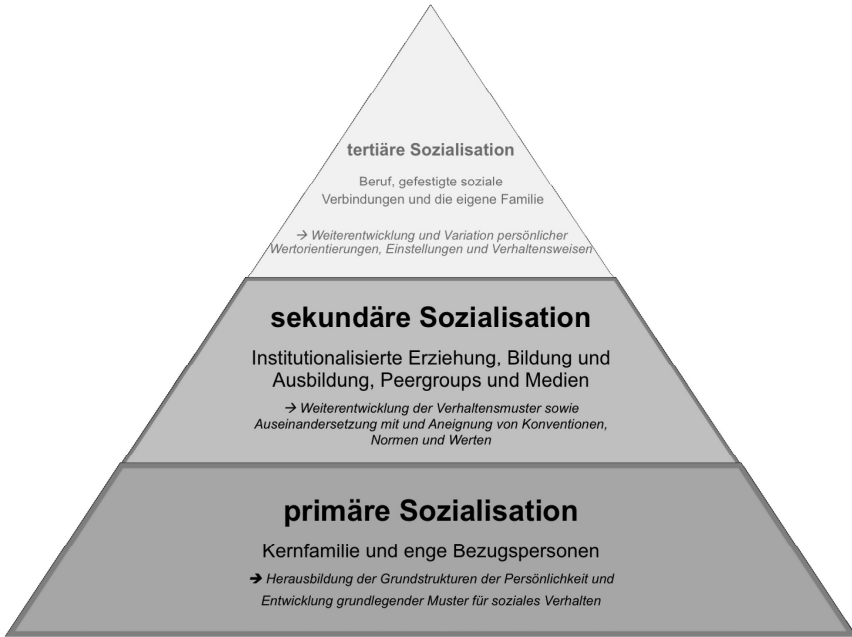 tertiäre Sozialisation
Beruf, gefestigte soziale
Verbindungen und die eigene Familie
→ Weiterentwicklung und Variation persönlicher
Wertorientierungen, Einstellungen und Verhaltensweisen
sekundäre Sozialisation
Institutionalisierte Erziehung, Bildung und
Ausbildung, Peergroups und Medien
→ Weiterentwicklung der Verhaltensmuster sowie
Auseinandersetzung mit und Aneignung von Konventionen,
Normen und Werten
primäre Sozialisation
Kernfamilie und enge Bezugspersonen
➔ Herausbildung der Grundstrukturen der Persönlichkeit und
Entwicklung grundlegender Muster für soziales Verhalten